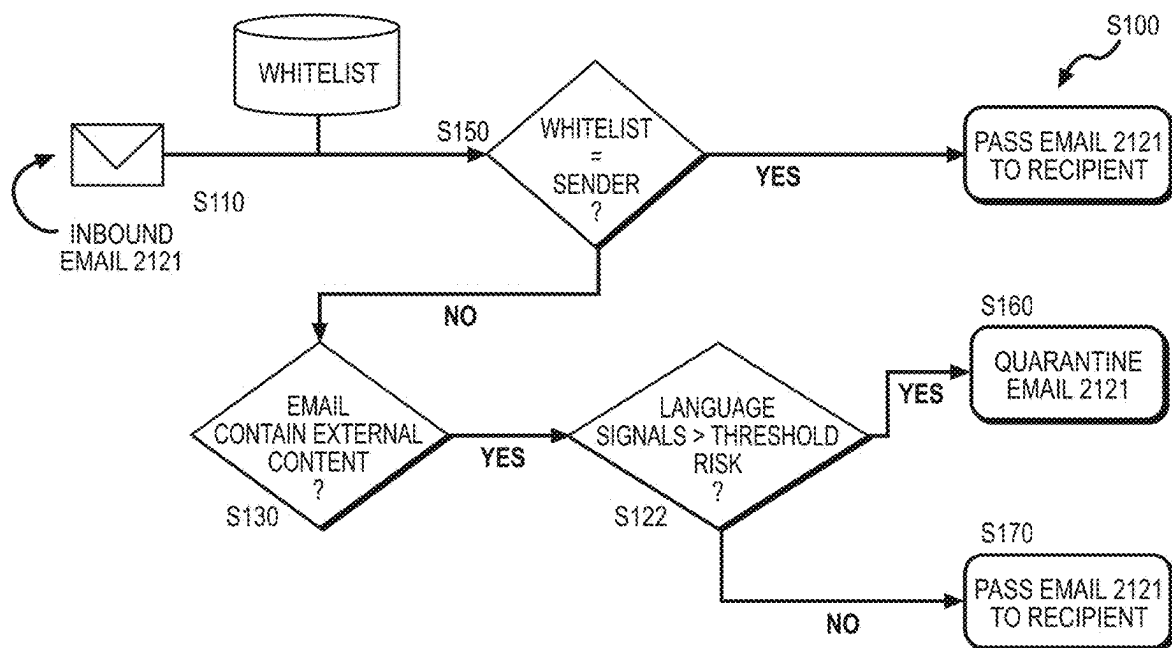 S100
WHITELIST
S150
WHITELIST
=
SENDER
?
YES
PASS EMAIL 2121
TO RECIPIENT
S110
INBOUND
EMAIL 2121
NO
S160
QUARANTINE
EMAIL 2121
EMAIL
CONTAIN EXTERNAL
CONTENT
?
YES
S130
LANGUAGE
SIGNALS > THRESHOLD
RISK
?
YES
S122
S170
PASS EMAIL 2121
TO RECIPIENT
NO